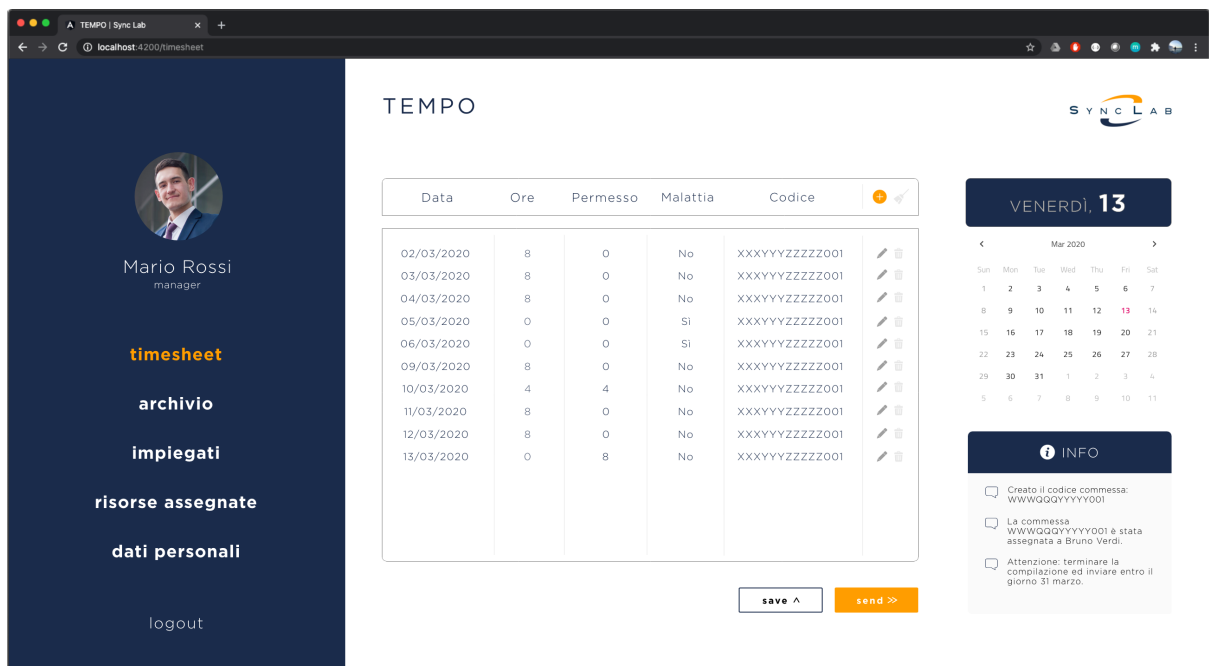 TEMPO | Sync Lab
localhost:4200/timesheet
Mario Rossi
manager
timesheet
archivio
impiegati
risorse assegnate
dati personali
logout
TEMPO
SYNC LAB
Data Ore Permesso Malattia Codice
02/03/2020 8 0 No XXXYYYZZZZZ001
03/03/2020 8 0 No XXXYYYZZZZZ001
04/03/2020 8 0 No XXXYYYZZZZZ001
05/03/2020 0 0 Sì XXXYYYZZZZZ001
06/03/2020 0 0 Sì XXXYYYZZZZZ001
09/03/2020 8 0 No XXXYYYZZZZZ001
10/03/2020 4 4 No XXXYYYZZZZZ001
11/03/2020 8 0 No XXXYYYZZZZZ001
12/03/2020 8 0 No XXXYYYZZZZZ001
13/03/2020 0 8 No XXXYYYZZZZZ001
save ^
send >>
VENERDÌ, 13
< Mar 2020 >
Sun Mon Tue Wed Thu Fri Sat
1 2 3 4 5 6 7
8 9 10 11 12 13 14
15 16 17 18 19 20 21
22 23 24 25 26 27 28
29 30 31 1 2 3 4
5 6 7 8 9 10 11
INFO
Creato il codice commessa:
WWWQQQYYYYY001
La commessa
WWWQQQYYYYY001 è stata
assegnata a Bruno Verdi.
Attenzione: terminare la
compilazione ed inviare entro il
giorno 31 marzo.